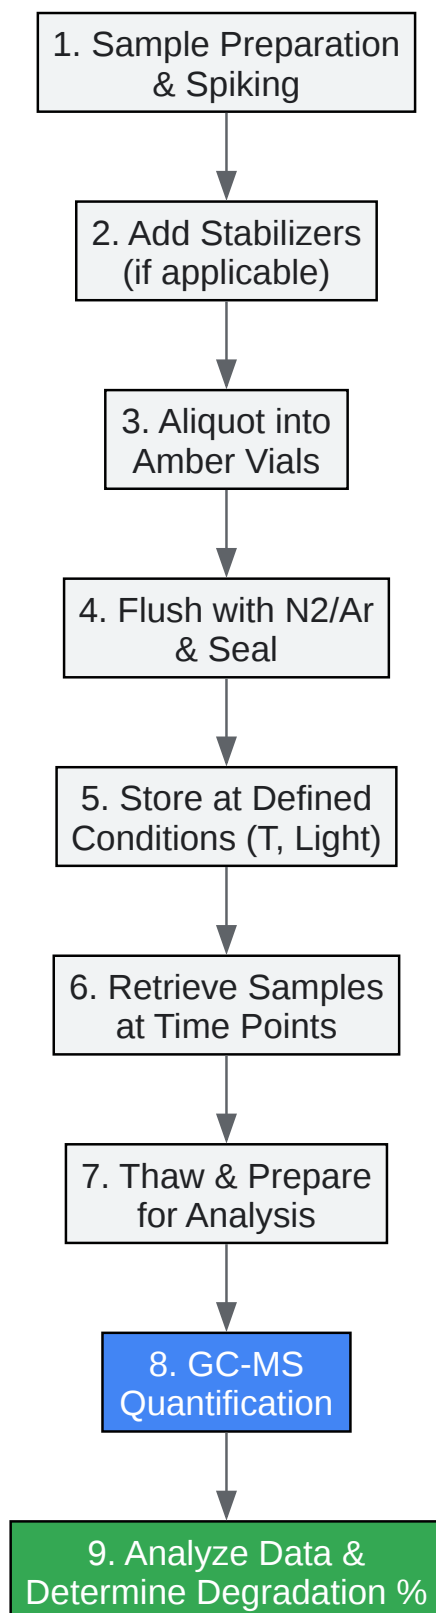 1. Sample Preparation
& Spiking
2. Add Stabilizers
(if applicable)
3. Aliquot into
Amber Vials
4. Flush with N2/Ar
& Seal
5. Store at Defined
Conditions (T, Light)
6. Retrieve Samples
at Time Points
7. Thaw & Prepare
for Analysis
8. GC-MS
Quantification
9. Analyze Data &
Determine Degradation %